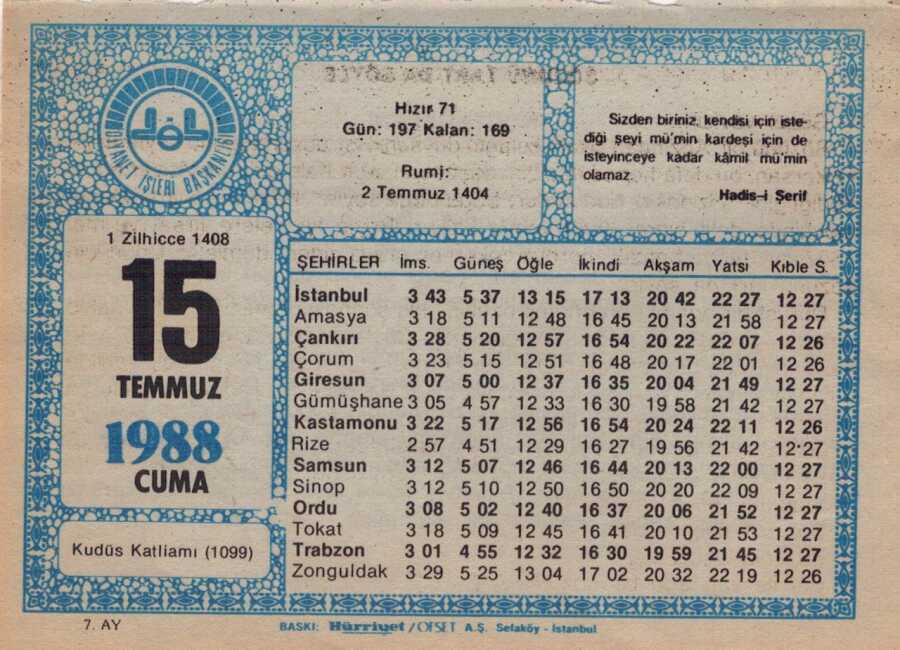 DİYANET İŞLERİ BAŞKANLIĞI
Hızır 71
Gün: 197 Kalan: 169
Rumi:
2 Temmuz 1404
Sizden biriniz, kendisi için iste-
diği şeyi mü'min kardeşi için de
isteyinceye kadar kâmil mü'min
olamaz
Hadis-i Şerif
1 Zilhicce 1408
15
TEMMUZ
1988
CUMA
Kudüs Katliamı (1099)
ŞEHİRLER İms. Güneş Öğle İkindi Akşam Yatsı Kıble S.
İstanbul 3 43 5 37 13 15 17 13 20 42 22 27 12 27
Amasya 3 18 5 11 12 48 16 45 20 13 21 58 12 27
Çankırı 3 28 5 20 12 57 16 54 20 22 22 07 12 26
Çorum 3 23 5 15 12 51 16 48 20 17 22 01 12 26
Giresun 3 07 5 00 12 37 16 35 20 04 21 49 12 27
Gümüşhane 3 05 4 57 12 33 16 30 19 58 21 42 12 27
Kastamonu 3 22 5 17 12 56 16 54 20 24 22 11 12 26
Rize 2 57 4 51 12 29 16 27 19 56 21 42 12 27
Samsun 3 12 5 07 12 46 16 44 20 13 22 00 12 27
Sinop 3 12 5 10 12 50 16 50 20 20 22 09 12 27
Ordu 3 08 5 02 12 40 16 37 20 06 21 52 12 27
Tokat 3 18 5 09 12 45 16 41 20 10 21 53 12 27
Trabzon 3 01 4 55 12 32 16 30 19 59 21 45 12 27
Zonguldak 3 29 5 25 13 04 17 02 20 32 22 19 12 26
7. AY
BASKI: Hürriyet / OFSET A.Ş. Sefaköy - İstanbul